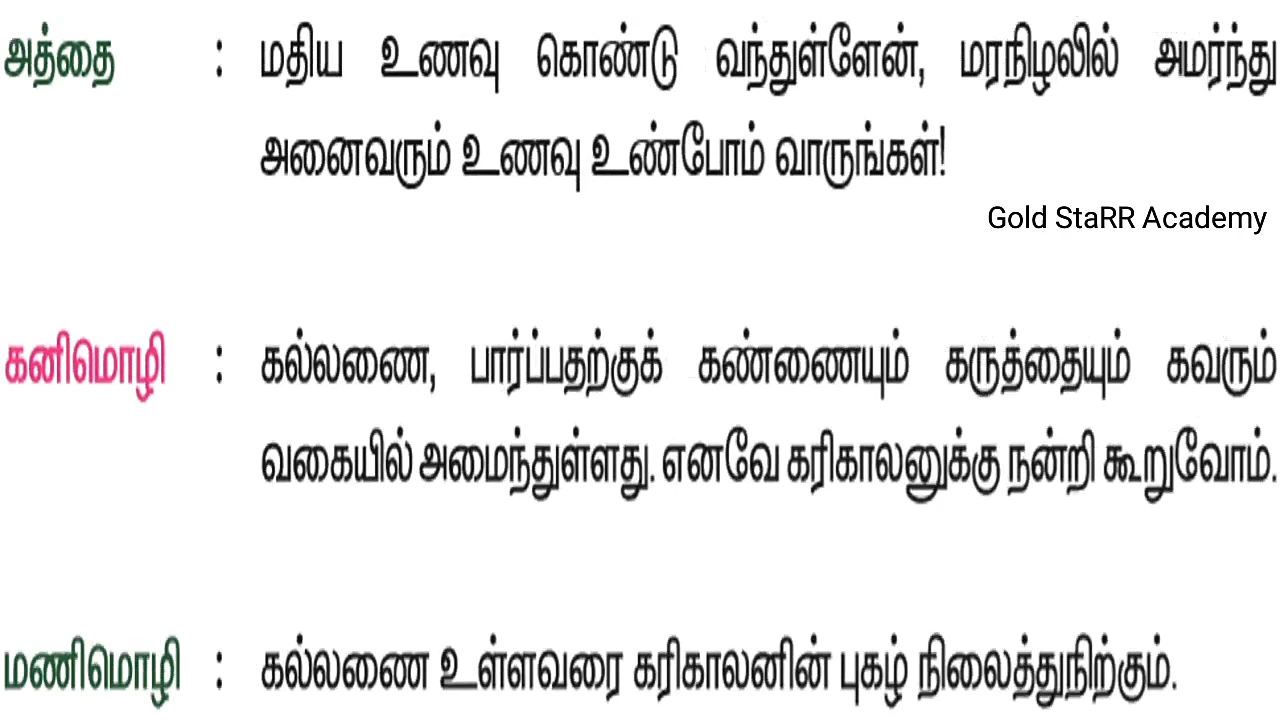 அத்தை : மதிய உணவு கொண்டு வந்துள்ளேன், மரநிழலில் அமர்ந்து
அனைவரும் உணவு உண்போம் வாருங்கள்!
Gold StaRR Academy
கனிமொழி : கல்லணை, பார்ப்பதற்குக் கண்ணையும் கருத்தையும் கவரும்
வகையில் அமைந்துள்ளது. எனவே கரிகாலனுக்கு நன்றி கூறுவோம்.
மணிமொழி : கல்லணை உள்ளவரை கரிகாலனின் புகழ் நிலைத்துநிற்கும்.